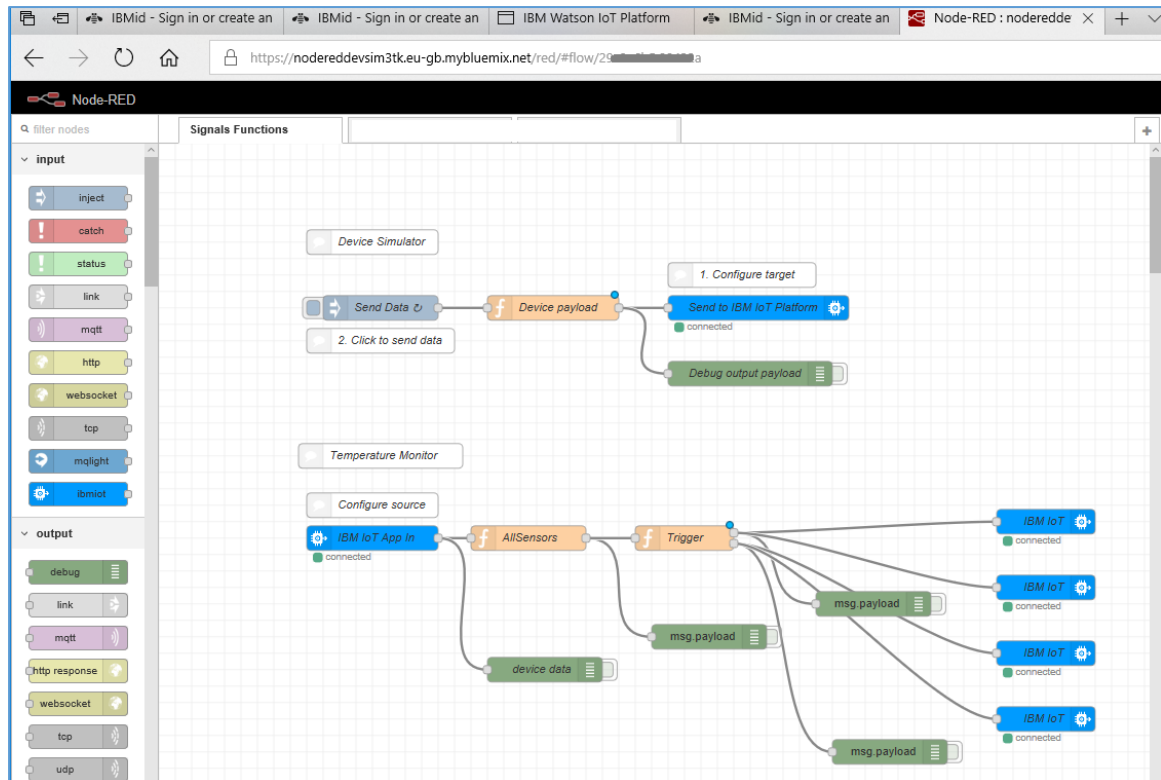 IBMid - Sign in or create an
IBMid - Sign in or create an
IBM Watson IoT Platform
IBMid - Sign in or create an
Node-RED : noderedde
https://nodereddevsim3tk.eu-gb.mybluemix.net/red/#flow/29
Node-RED
filter nodes
Signals Functions
input
inject
catch
status
link
mqtt
http
websocket
tcp
mqlight
ibmiot
output
debug
link
mqtt
http response
websocket
tcp
udp
Device Simulator
1. Configure target
Send Data ↻
Device payload
Send to IBM IoT Platform
connected
2. Click to send data
Debug output payload
Temperature Monitor
Configure source
IBM IoT App In
connected
AllSensors
Trigger
IBM IoT
connected
IBM IoT
connected
msg.payload
msg.payload
IBM IoT
connected
device data
IBM IoT
connected
msg.payload